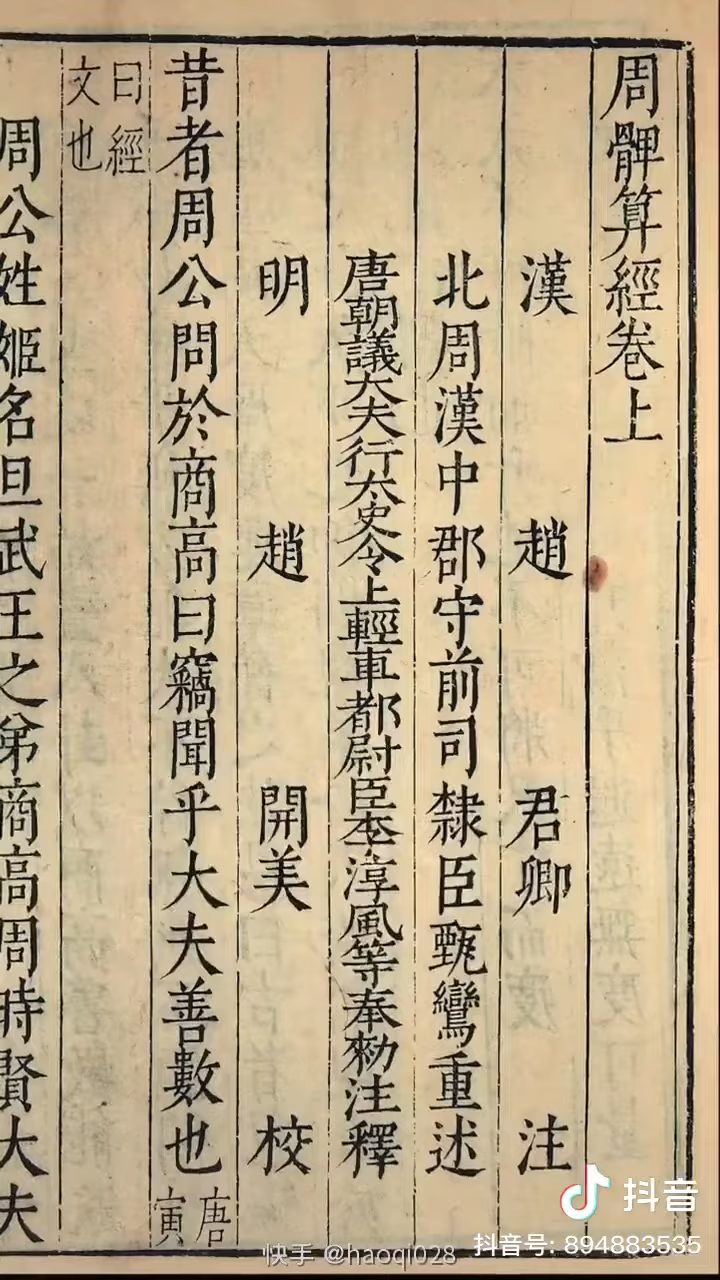 周髀算經卷上
漢 趙 君卿 注
北周漢中郡守前司隸臣甄鸞重述
唐朝議大夫行太史令上輕車都尉臣李淳風等奉勑注釋
明 趙 開美 校
昔者周公問於商高曰竊聞乎大夫善數也
唐寅
曰經
文也
周公姓姬名旦武王之弟商高周時賢大夫
抖音
抖音号: 894883535
快手 @haoqi028